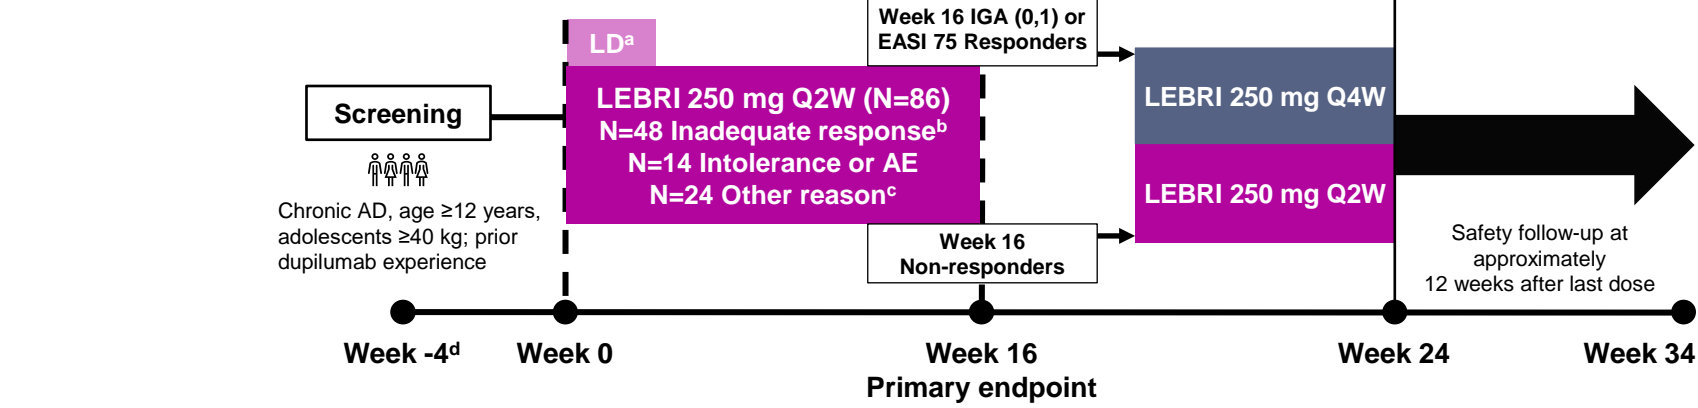 Screening
Chronic AD, age ≥12 years,
adolescents ≥40 kg; prior
dupilumab experience
LDᵃ
LEBRI 250 mg Q2W (N=86)
N=48 Inadequate responseᵇ
N=14 Intolerance or AE
N=24 Other reasonᶜ
Week 16 IGA (0,1) or
EASI 75 Responders
Week 16
Non-responders
LEBRI 250 mg Q4W
LEBRI 250 mg Q2W
Safety follow-up at
approximately
12 weeks after last dose
Week -4ᵈ
Week 0
Week 16
Primary endpoint
Week 24
Week 34